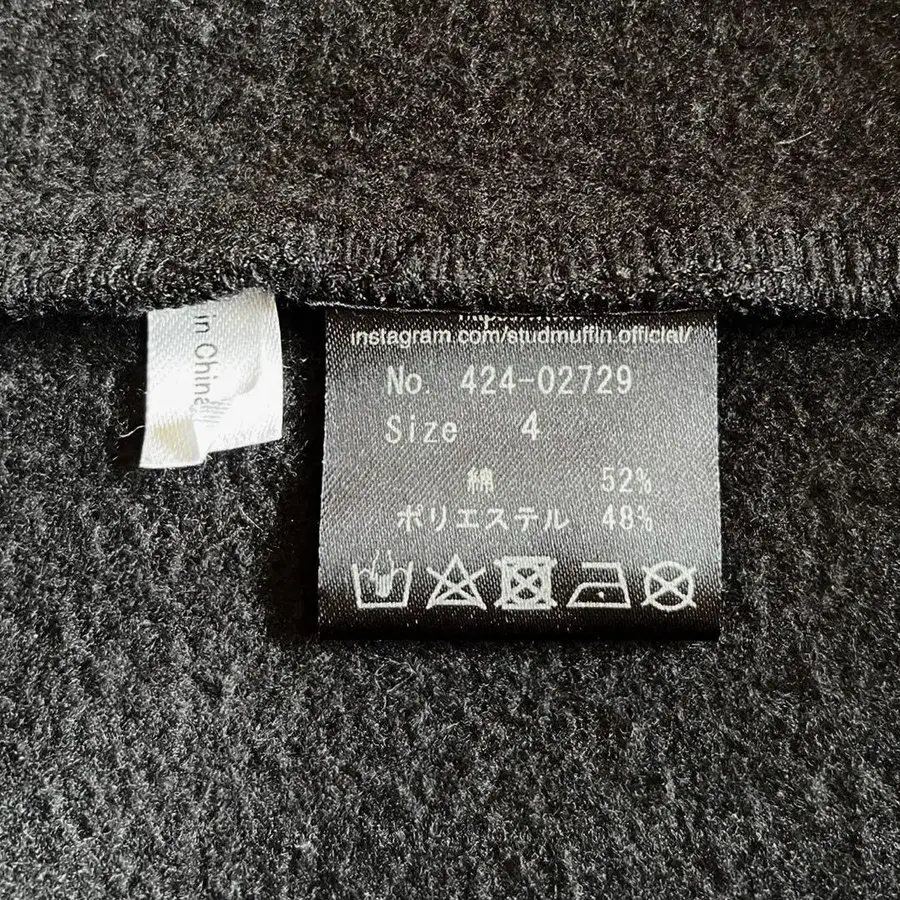 in China
instagram.com/studmuffin.official/
No. 424-02729
Size 4
綿 52%
ポリエステル 48%